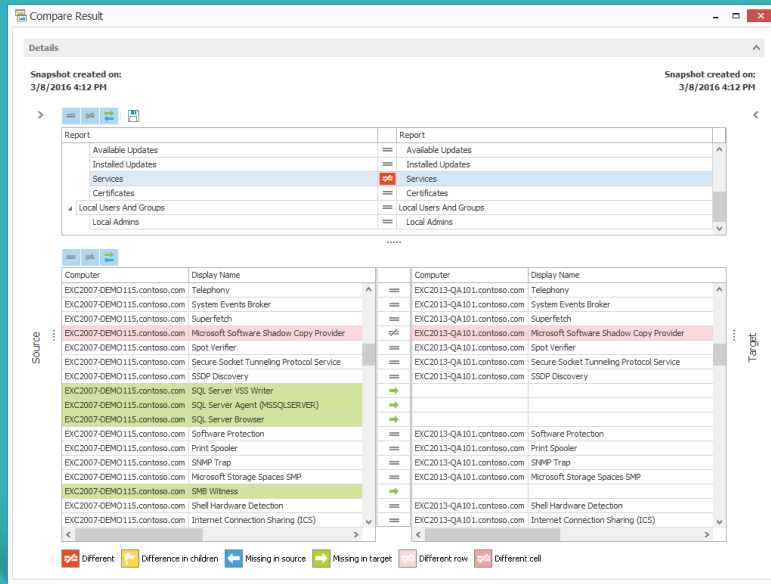 Compare Result
Details
Snapshot created on:
3/8/2016 4:12 PM
Snapshot created on:
3/8/2016 4:12 PM
Report Report
Available Updates = Available Updates
Installed Updates = Installed Updates
Services ≠ Services
Certificates = Certificates
Local Users And Groups = Local Users And Groups
Local Admins = Local Admins
Source
Target
Computer Display Name Computer Display Name
EXC2007-DEMO115.contoso.com Telephony = EXC2013-QA101.contoso.com Telephony
EXC2007-DEMO115.contoso.com System Events Broker = EXC2013-QA101.contoso.com System Events Broker
EXC2007-DEMO115.contoso.com Superfetch = EXC2013-QA101.contoso.com Superfetch
EXC2007-DEMO115.contoso.com Microsoft Software Shadow Copy Provider ≠ EXC2013-QA101.contoso.com Microsoft Software Shadow Copy Provider
EXC2007-DEMO115.contoso.com Spot Verifier = EXC2013-QA101.contoso.com Spot Verifier
EXC2007-DEMO115.contoso.com Secure Socket Tunneling Protocol Service = EXC2013-QA101.contoso.com Secure Socket Tunneling Protocol Service
EXC2007-DEMO115.contoso.com SSDP Discovery = EXC2013-QA101.contoso.com SSDP Discovery
EXC2007-DEMO115.contoso.com SQL Server VSS Writer
EXC2007-DEMO115.contoso.com SQL Server Agent (MSSQLSERVER)
EXC2007-DEMO115.contoso.com SQL Server Browser
EXC2007-DEMO115.contoso.com Software Protection = EXC2013-QA101.contoso.com Software Protection
EXC2007-DEMO115.contoso.com Print Spooler = EXC2013-QA101.contoso.com Print Spooler
EXC2007-DEMO115.contoso.com SNMP Trap = EXC2013-QA101.contoso.com SNMP Trap
EXC2007-DEMO115.contoso.com Microsoft Storage Spaces SMP = EXC2013-QA101.contoso.com Microsoft Storage Spaces SMP
EXC2007-DEMO115.contoso.com SMB Witness
EXC2007-DEMO115.contoso.com Shell Hardware Detection = EXC2013-QA101.contoso.com Shell Hardware Detection
EXC2007-DEMO115.contoso.com Internet Connection Sharing (ICS) = EXC2013-QA101.contoso.com Internet Connection Sharing (ICS)
Different Difference in children Missing in source Missing in target Different row Different cell